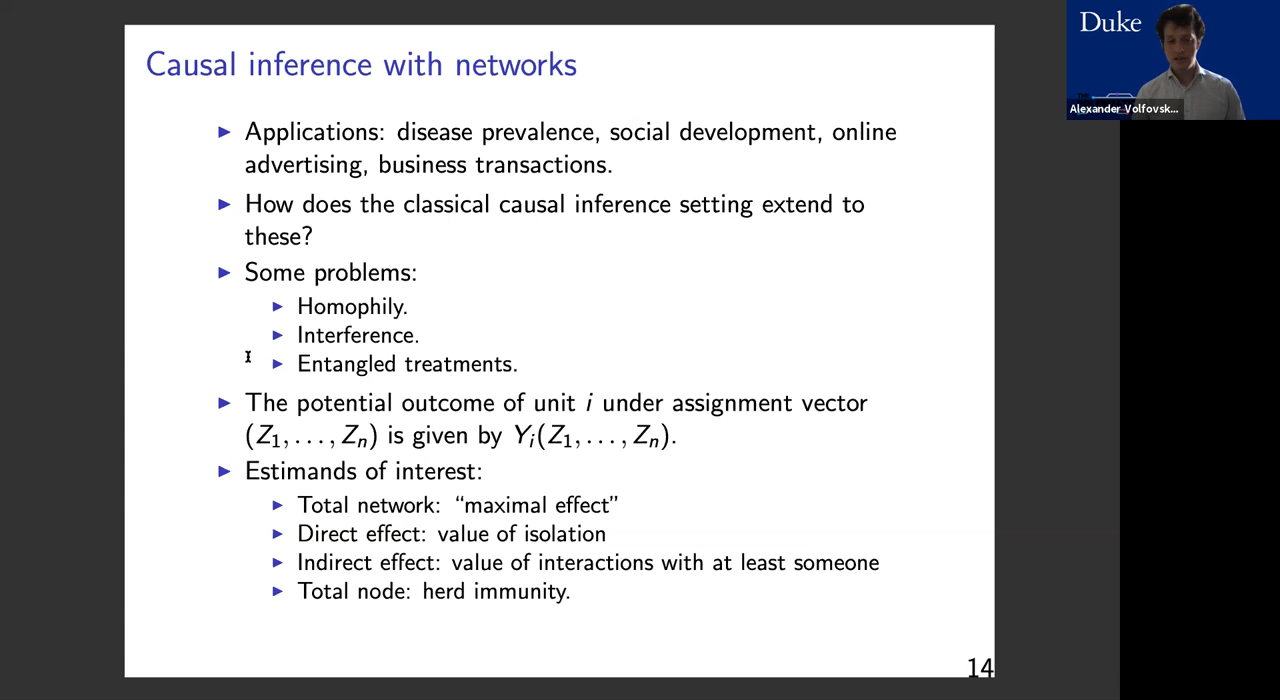 Causal inference with networks
▶ Applications: disease prevalence, social development, online
advertising, business transactions.
▶ How does the classical causal inference setting extend to
these?
▶ Some problems:
▶ Homophily.
▶ Interference.
▶ Entangled treatments.
▶ The potential outcome of unit i under assignment vector
(Z₁, . . . , Zₙ) is given by Yᵢ(Z₁, . . . , Zₙ).
▶ Estimands of interest:
▶ Total network: “maximal effect”
▶ Direct effect: value of isolation
▶ Indirect effect: value of interactions with at least someone
▶ Total node: herd immunity.
14
Duke
Alexander Volfovsk...